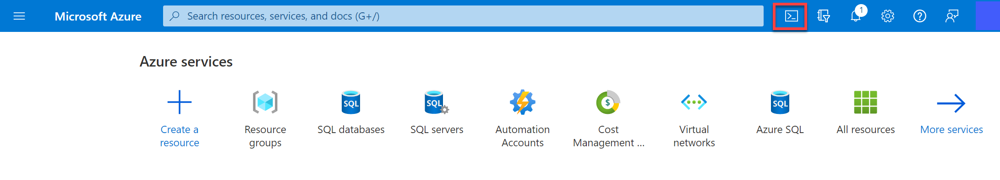 Microsoft Azure
Search resources, services, and docs (G+/)
1
Azure services
Create a
resource
Resource
groups
SQL
SQL databases
SQL
SQL servers
Automation
Accounts
$
Cost
Management ...
Virtual
networks
SQL
Azure SQL
All resources
More services